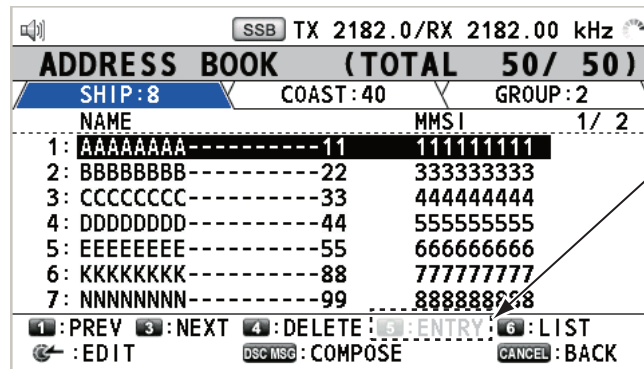 SSB TX 2182.0/RX 2182.00 kHz
ADDRESS BOOK (TOTAL 50/ 50)
SHIP:8 COAST:40 GROUP:2
NAME MMSI 1/ 2
1: AAAAAAAA----------11 111111111
2: BBBBBBBB----------22 333333333
3: CCCCCCCC----------33 444444444
4: DDDDDDDD----------44 555555555
5: EEEEEEEE----------55 666666666
6: KKKKKKKK----------88 777777777
7: NNNNNNNN----------99 888888888
1 :PREV 3 :NEXT 4 :DELETE 5 :ENTRY 6 :LIST
:EDIT DSC MSG :COMPOSE CANCEL :BACK